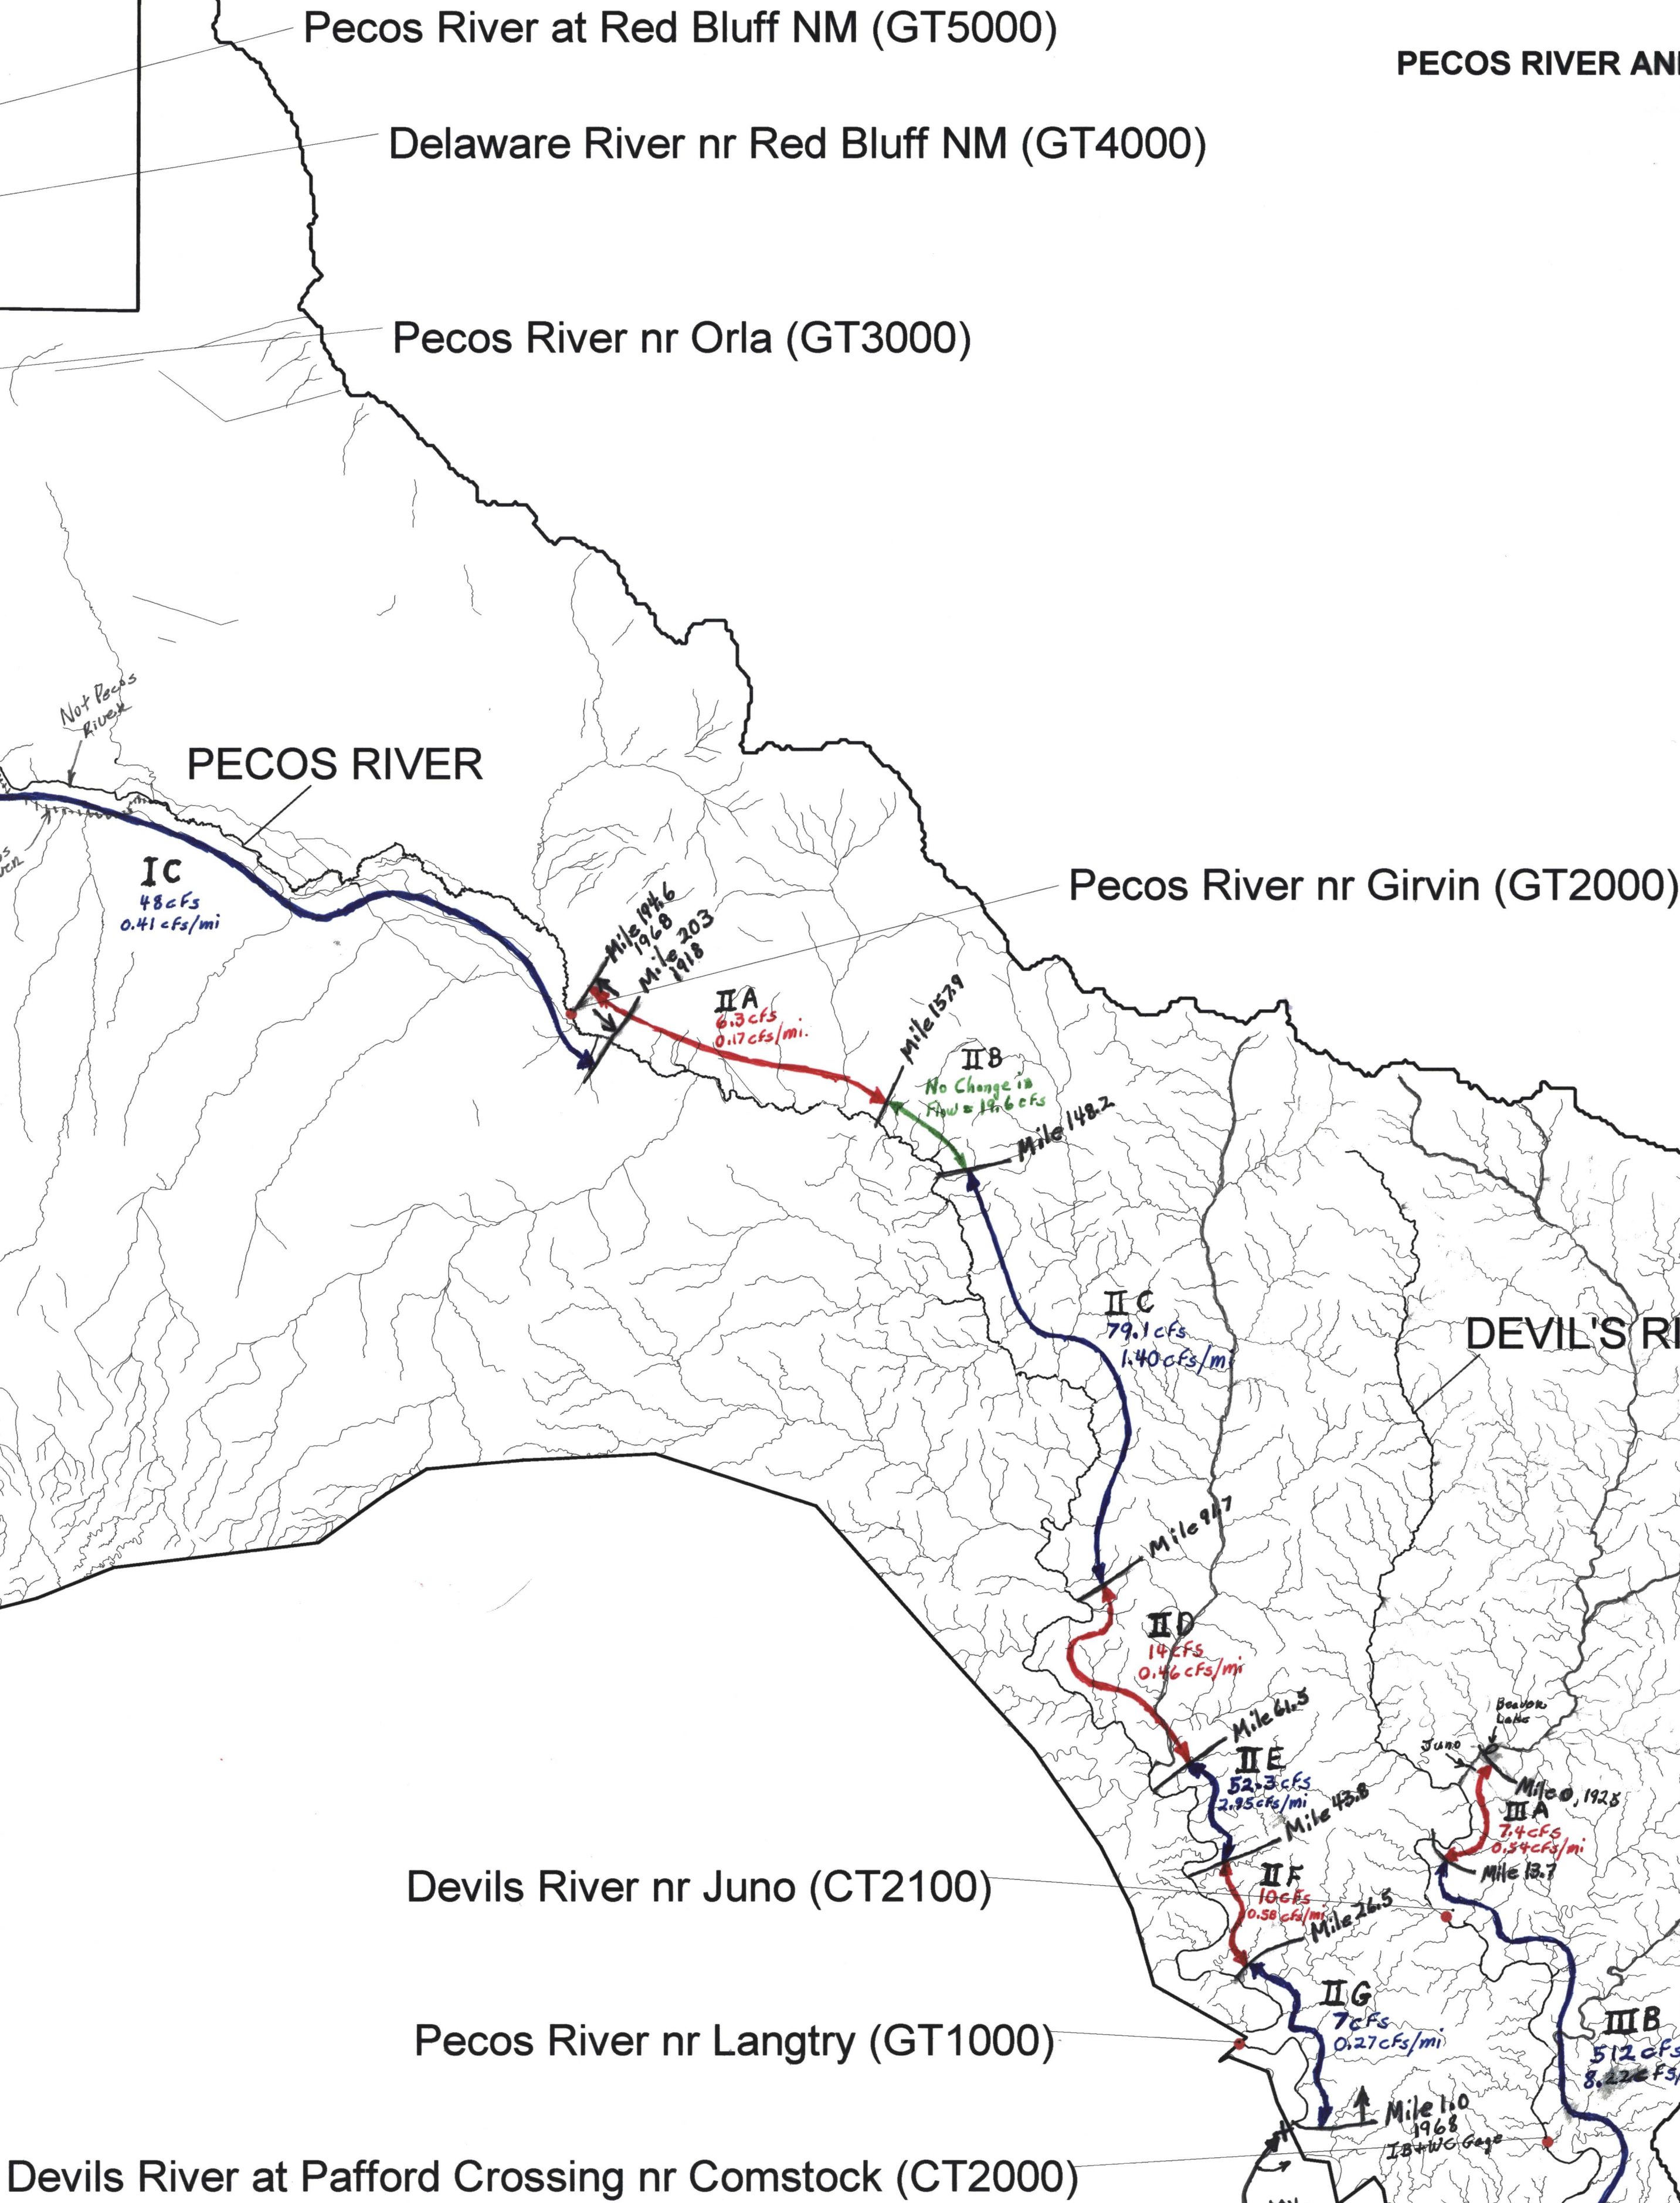 Pecos River at Red Bluff NM (GT5000)
PECOS RIVER AN
Delaware River nr Red Bluff NM (GT4000)
Pecos River nr Orla (GT3000)
Not Pecos
River
PECOS RIVER
IC
48 cfs
0.41 cfs/mi
Pecos River nr Girvin (GT2000)
Mile 194.6
1968
Mile 203
1918
IIA
6.3 cfs
0.17 cfs/mi.
Mile 157.9
IIB
No Change in
Flow = 19.6 cfs
Mile 148.2
IIC
79.1 cfs
1.40 cfs/m
DEVIL'S RI
Mile 91.7
IID
14 cfs
0.46 cfs/mi
Mile 61.5
IIE
52.3 cfs
2.95 cfs/mi
Mile 43.8
Beaver
Lake
Juno
Mile 0, 1928
IIIA
7.4 cfs
0.54 cfs/mi
Mile 13.7
Devils River nr Juno (CT2100)
IIF
10 cfs
0.58 cfs/mi
Mile 26.5
IIG
7 cfs
0.27 cfs/mi
IIIB
512 cfs
8.22 cfs/
Pecos River nr Langtry (GT1000)
Mile 1.0
1968
IB+WC Gage
Devils River at Pafford Crossing nr Comstock (CT2000)